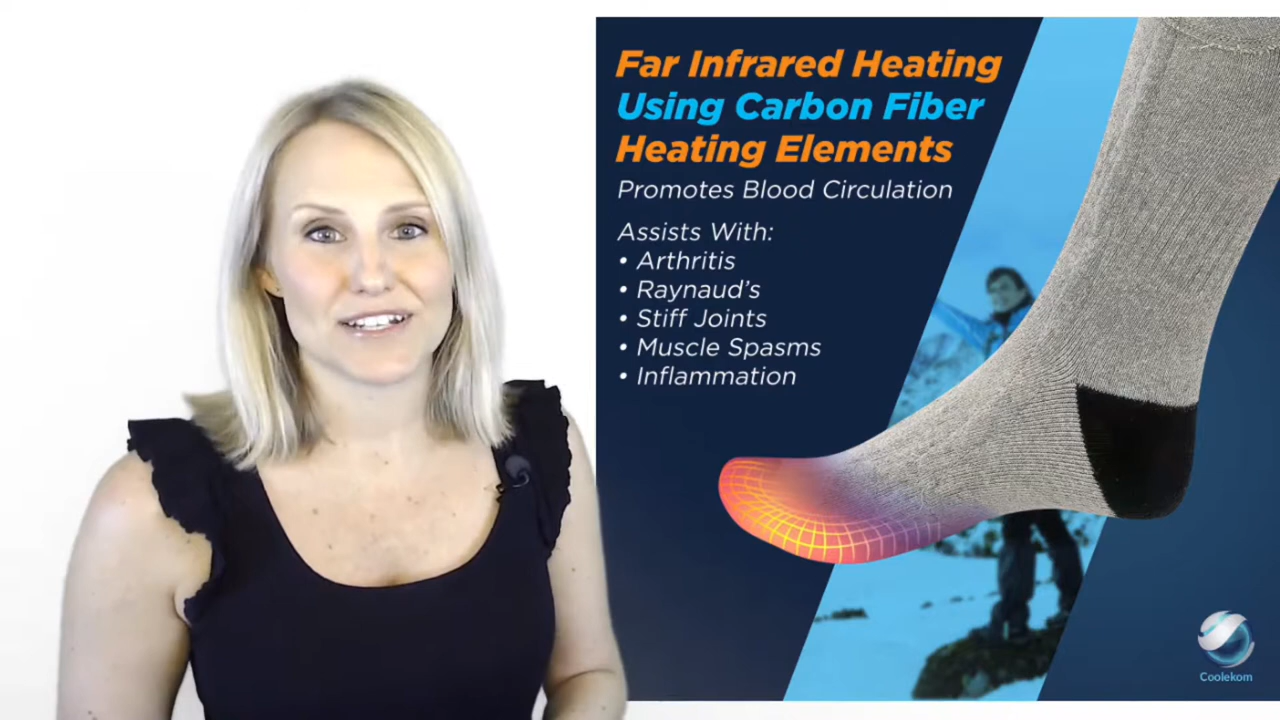 Far Infrared Heating
Using Carbon Fiber
Heating Elements
Promotes Blood Circulation
Assists With:
• Arthritis
• Raynaud's
• Stiff Joints
• Muscle Spasms
• Inflammation
Coolekom